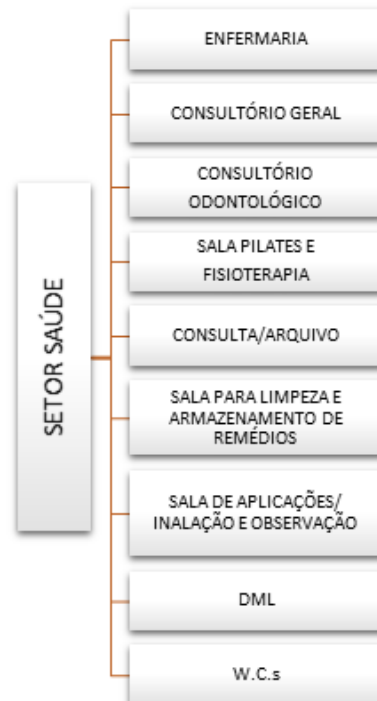 SETOR SAÚDE
ENFERMARIA
CONSULTÓRIO GERAL
CONSULTÓRIO
ODONTOLÓGICO
SALA PILATES E
FISIOTERAPIA
CONSULTA/ARQUIVO
SALA PARA LIMPEZA E
ARMAZENAMENTO DE
REMÉDIOS
SALA DE APLICAÇÕES/
INALAÇÃO E OBSERVAÇÃO
DML
W.C.s